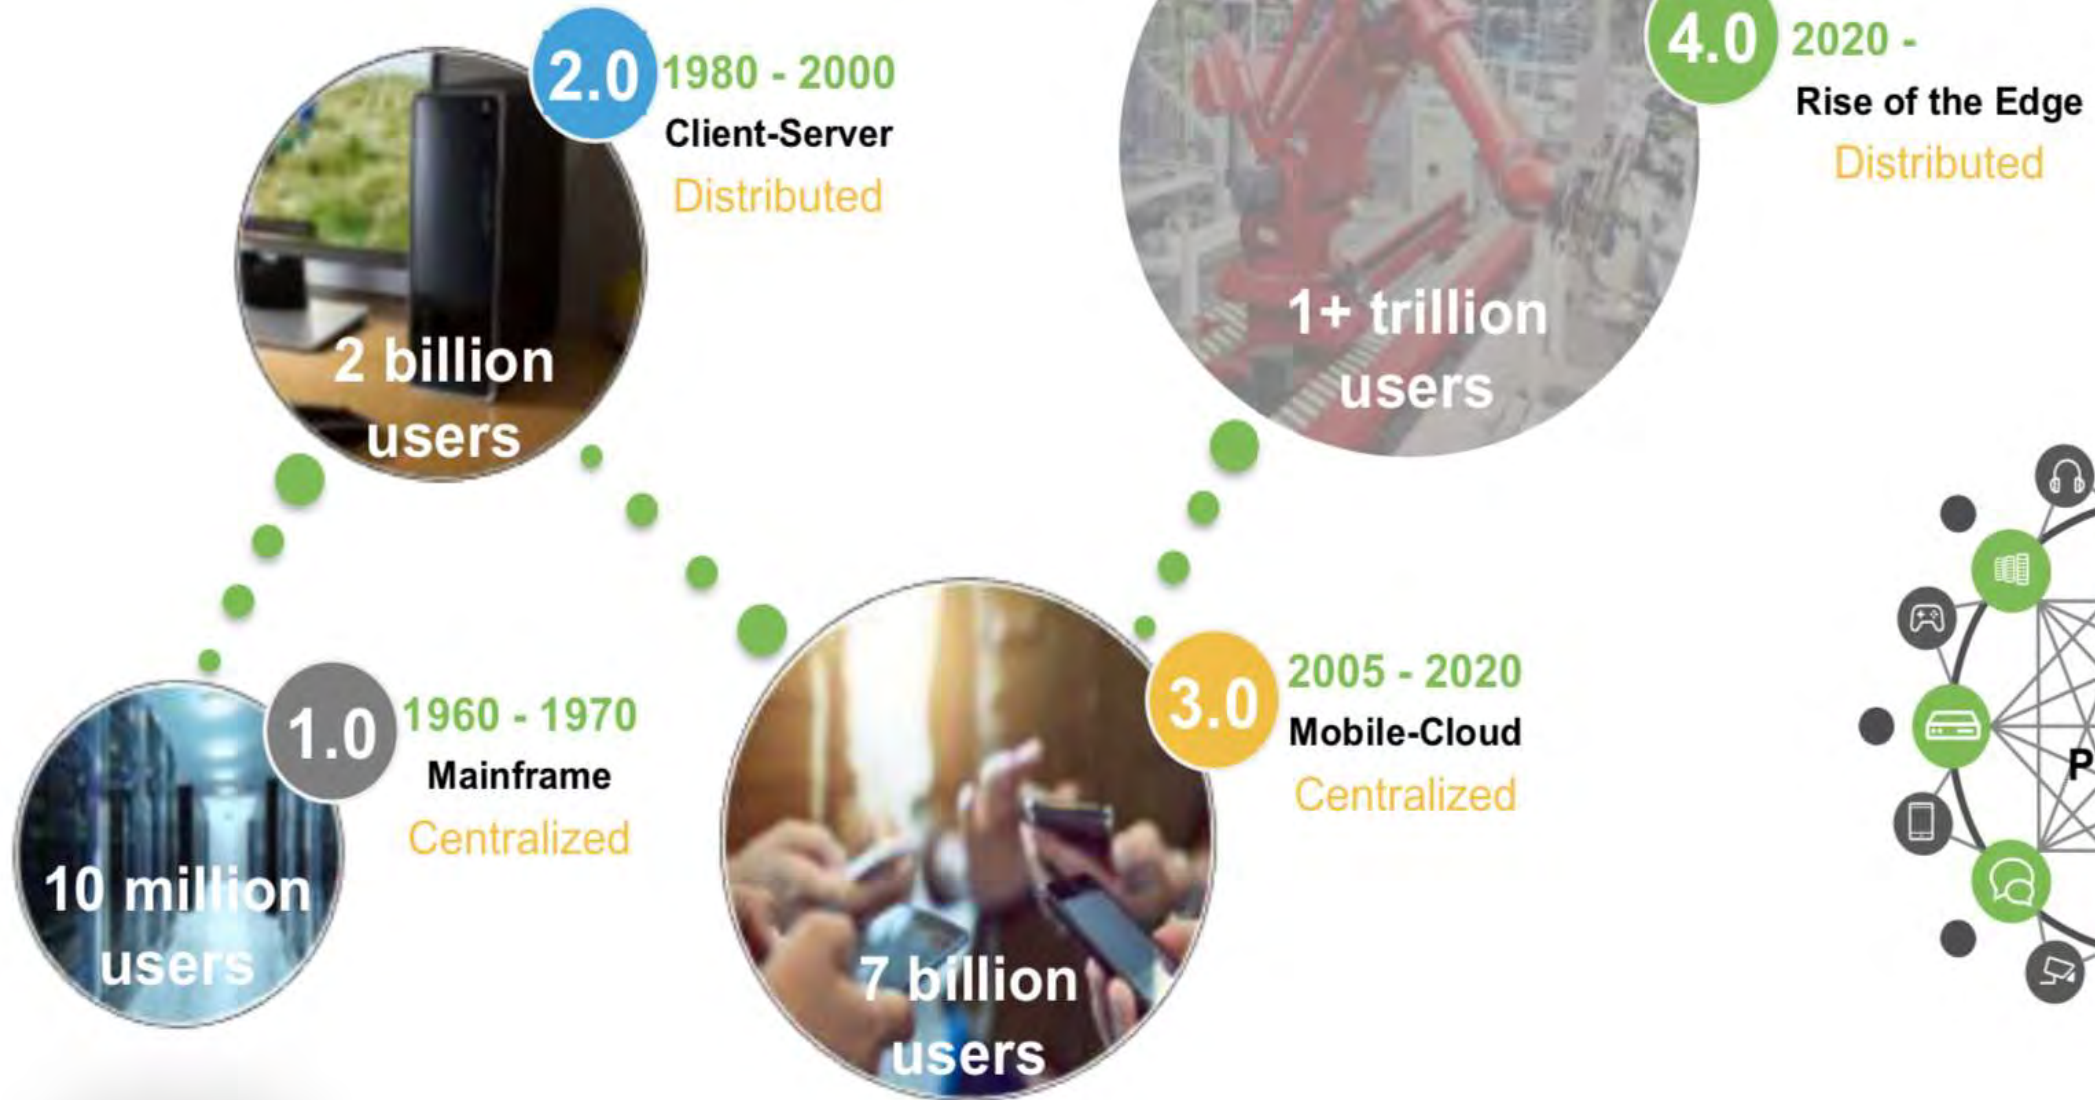 2.0
1980 - 2000
Client-Server
Distributed
2 billion
users
4.0
2020 -
Rise of the Edge
Distributed
1+ trillion
users
1.0
1960 - 1970
Mainframe
Centralized
10 million
users
3.0
2005 - 2020
Mobile-Cloud
Centralized
7 billion
users
P